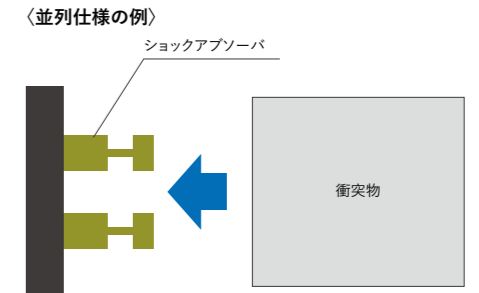 〈並列仕様の例〉
ショックアブソーバ
衝突物